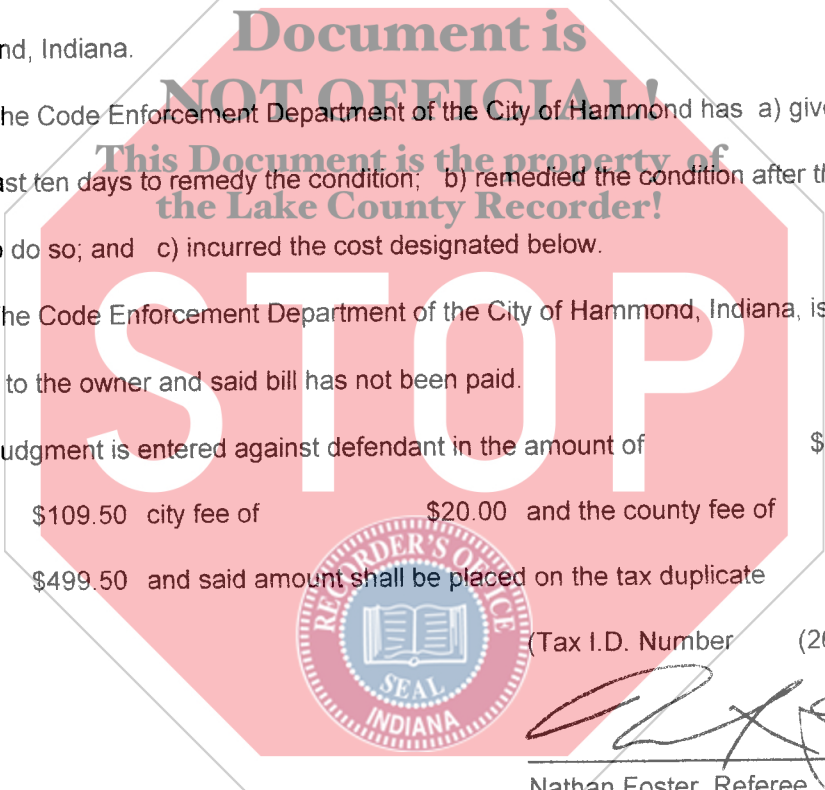 Document is
nd, Indiana.
NOT OFFICIAL!
he Code Enforcement Department of the City of Hammond has a) giv
This Document is the property of
ast ten days to remedy the condition; b) remedied the condition after th
the Lake County Recorder!
do so; and c) incurred the cost designated below.
he Code Enforcement Department of the City of Hammond, Indiana, is
to the owner and said bill has not been paid.
STOP
udgment is entered against defendant in the amount of $
$109.50 city fee of $20.00 and the county fee of
$499.50 and said amount shall be placed on the tax duplicate
RECORDER'S OFFICE
SEAL
INDIANA
(Tax I.D. Number (2
Nathan Foster, Referee